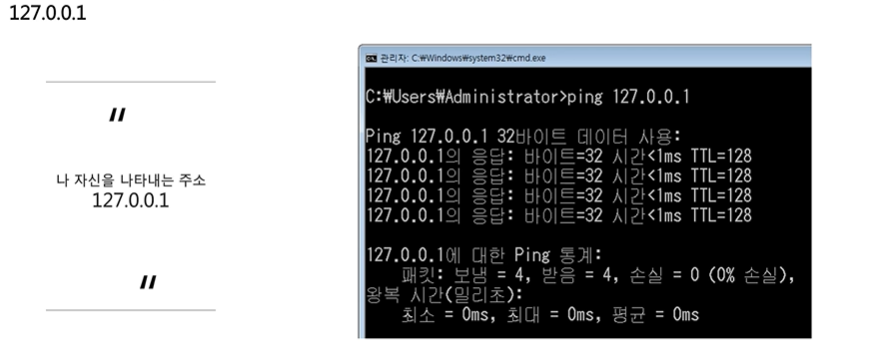 127.0.0.1
"
나 자신을 나타내는 주소
127.0.0.1
"
관리자: C:₩Windows₩system32₩cmd.exe
C:₩Users₩Administrator>ping 127.0.0.1
Ping 127.0.0.1 32바이트 데이터 사용:
127.0.0.1의 응답: 바이트=32 시간<1ms TTL=128
127.0.0.1의 응답: 바이트=32 시간<1ms TTL=128
127.0.0.1의 응답: 바이트=32 시간<1ms TTL=128
127.0.0.1의 응답: 바이트=32 시간<1ms TTL=128
127.0.0.1에 대한 Ping 통계:
패킷: 보냄 = 4, 받음 = 4, 손실 = 0 (0% 손실),
왕복 시간(밀리초):
최소 = 0ms, 최대 = 0ms, 평균 = 0ms